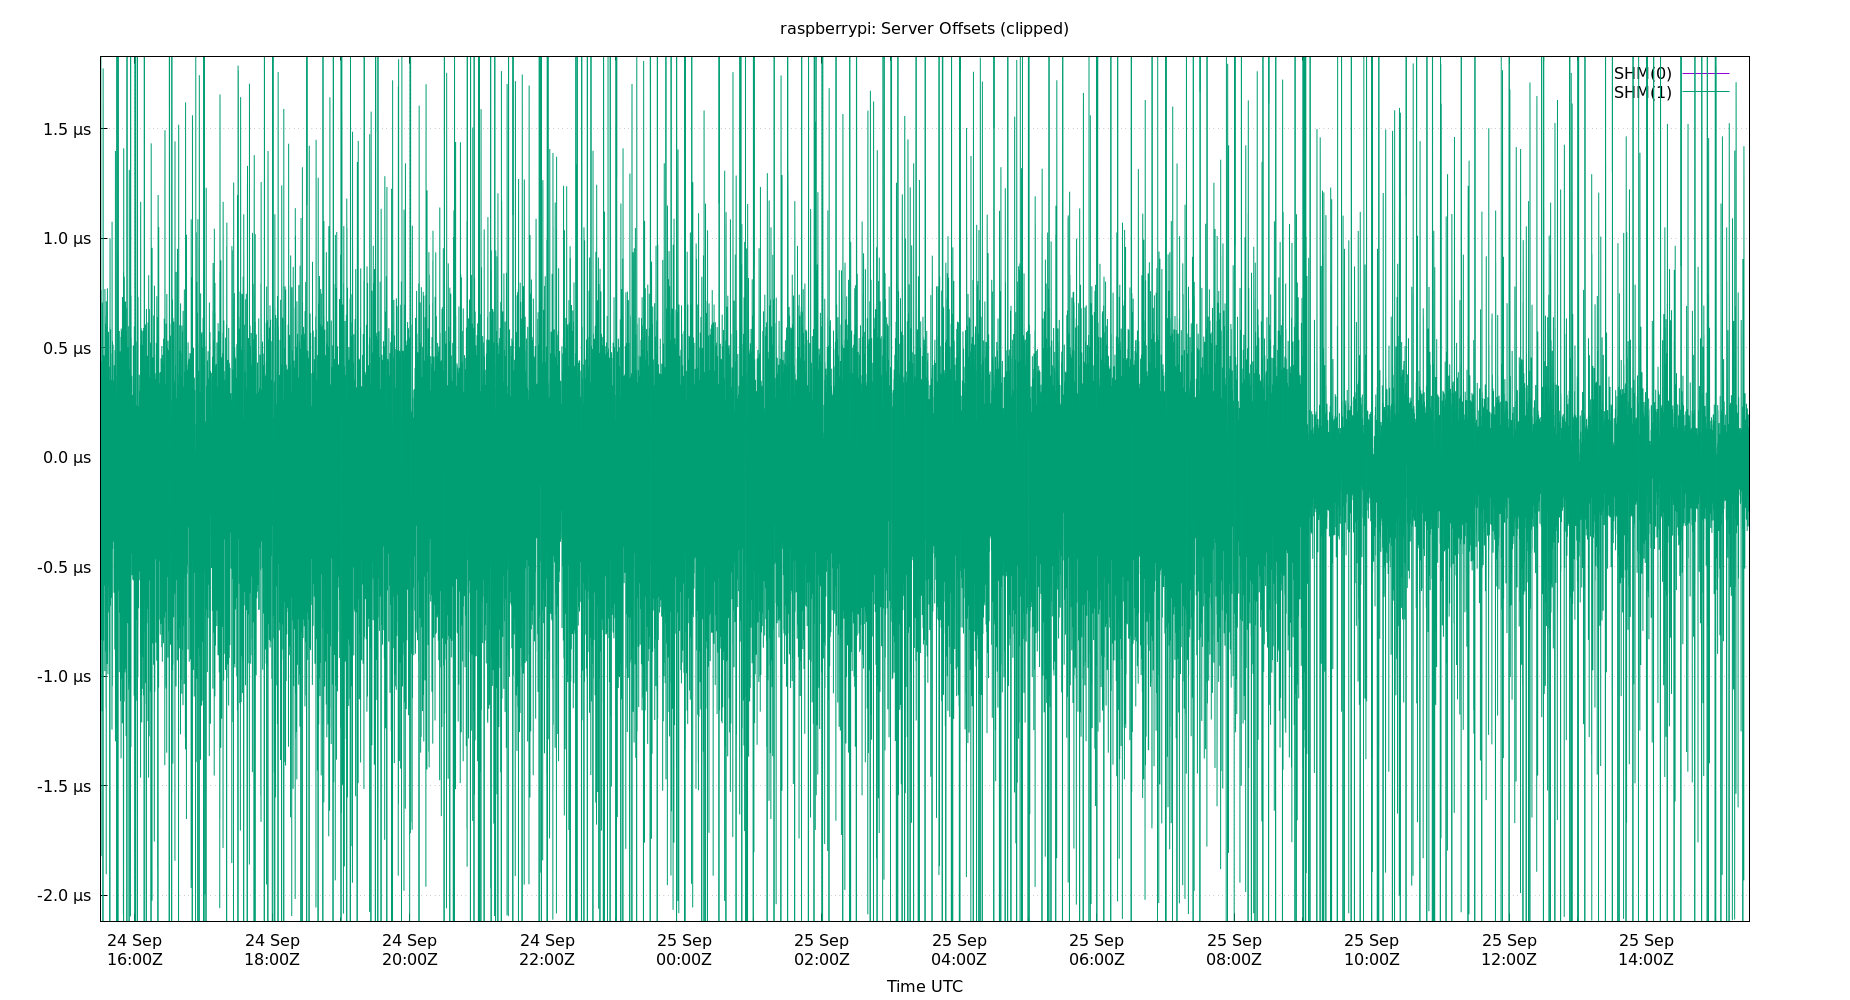 raspberrypi: Server Offsets (clipped)
SHM(0)
SHM(1)
1.5 µs
1.0 µs
0.5 µs
0.0 µs
-0.5 µs
-1.0 µs
-1.5 µs
-2.0 µs
24 Sep 24 Sep 24 Sep 24 Sep 25 Sep 25 Sep 25 Sep 25 Sep 25 Sep 25 Sep 25 Sep 25 Sep
16:00Z 18:00Z 20:00Z 22:00Z 00:00Z 02:00Z 04:00Z 06:00Z 08:00Z 10:00Z 12:00Z 14:00Z
Time UTC